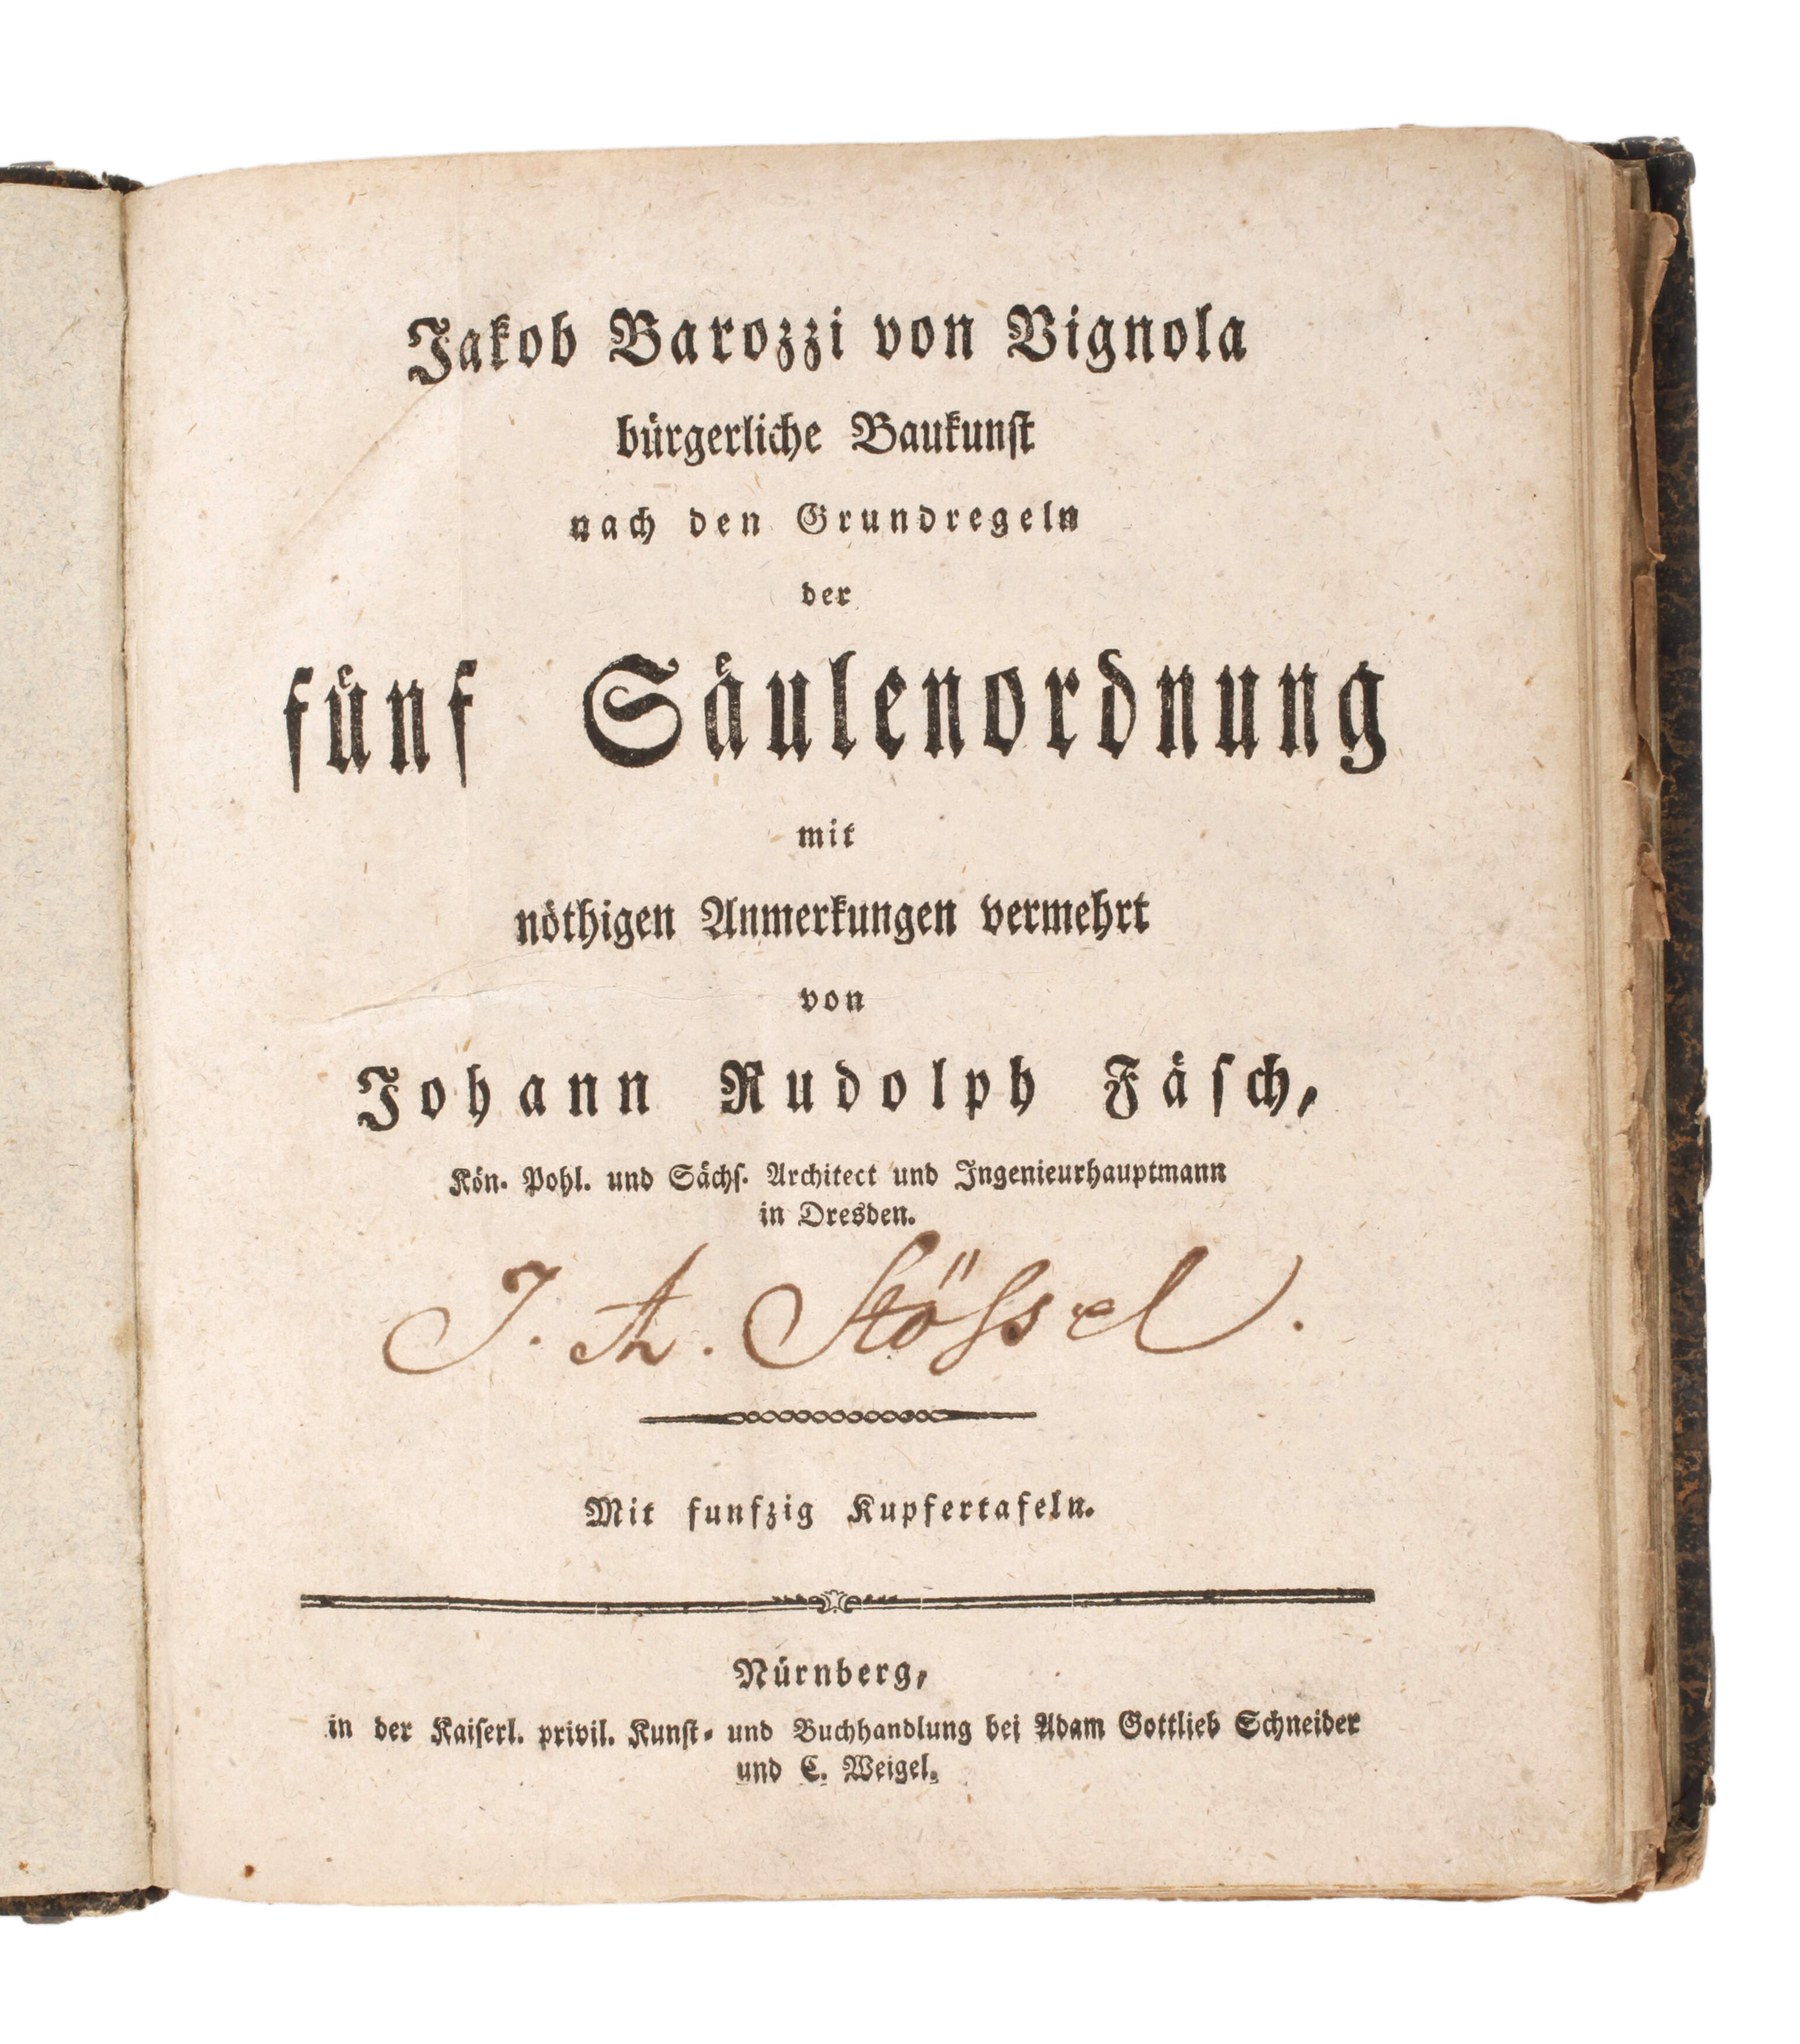 Jakob Barozzi von Vignola
bürgerliche Baukunst
nach den Grundregeln
der
fünf Säulenordnung
mit
nöthigen Anmerkungen vermehrt
von
Johann Rudolph Fäsch,
Kön. Pohl. und Sächs. Architect und Ingenieurhauptmann
in Dresden.
J. A. Stössel.
Mit funfzig Kupfertafeln.
Nürnberg,
in der Kaiserl. privil. Kunst- und Buchhandlung bei Adam Gottlieb Schneider
und C. Weigel.